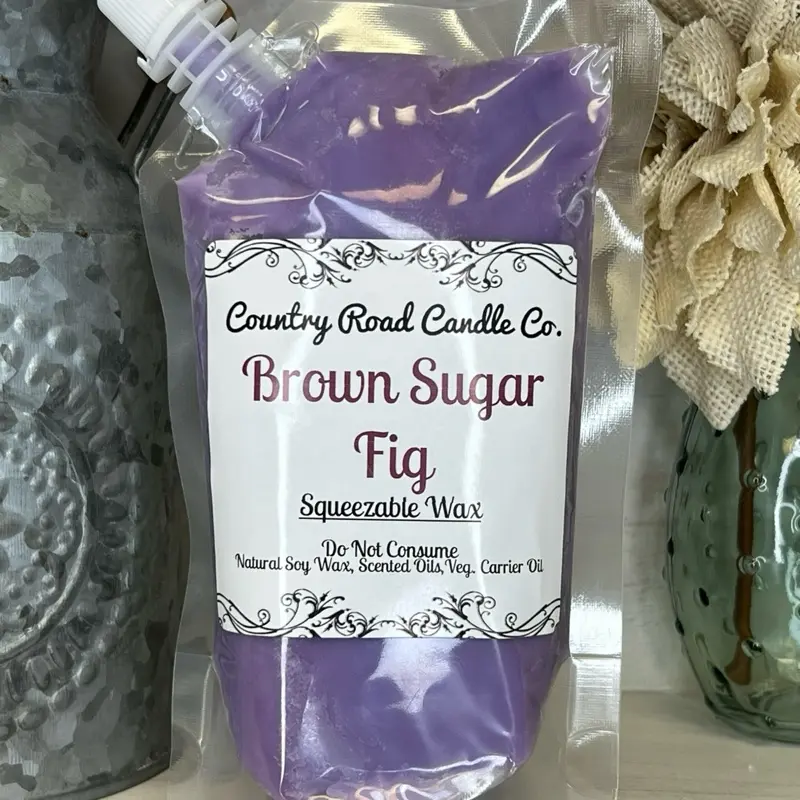 Country Road Candle Co.
Brown Sugar
Fig
Squeezable Wax
Do Not Consume
Natural Soy Wax, Scented Oils,Veg. Carrier Oil